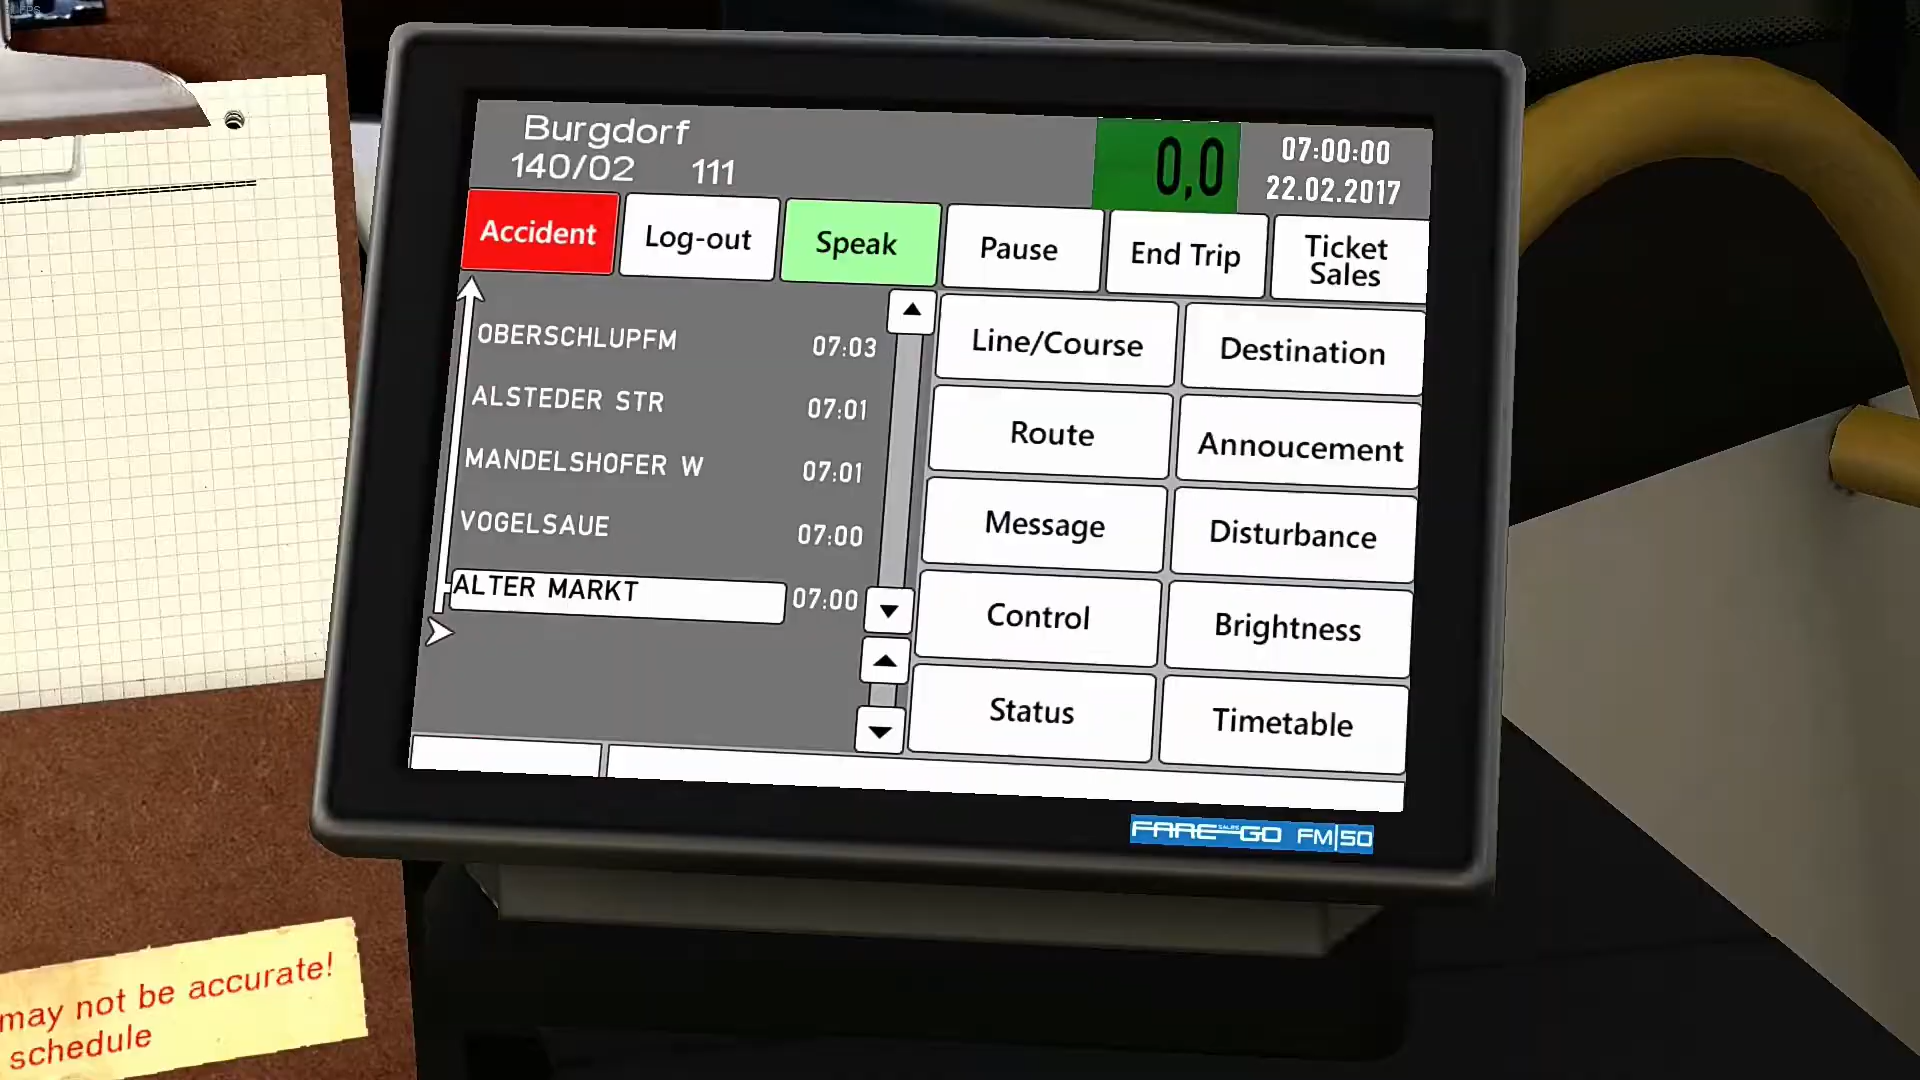 Burgdorf
140/02 111
0,0
07:00:00
22.02.2017
Accident
Log-out
Speak
Pause
End Trip
Ticket
Sales
OBERSCHLUPFM 07:03
ALSTEDER STR 07:01
MANDELSHOFER W 07:01
VOGELSAUE 07:00
ALTER MARKT 07:00
Line/Course
Destination
Route
Annoucement
Message
Disturbance
Control
Brightness
Status
Timetable
FARE GO FM|50
may not be accurate!
schedule